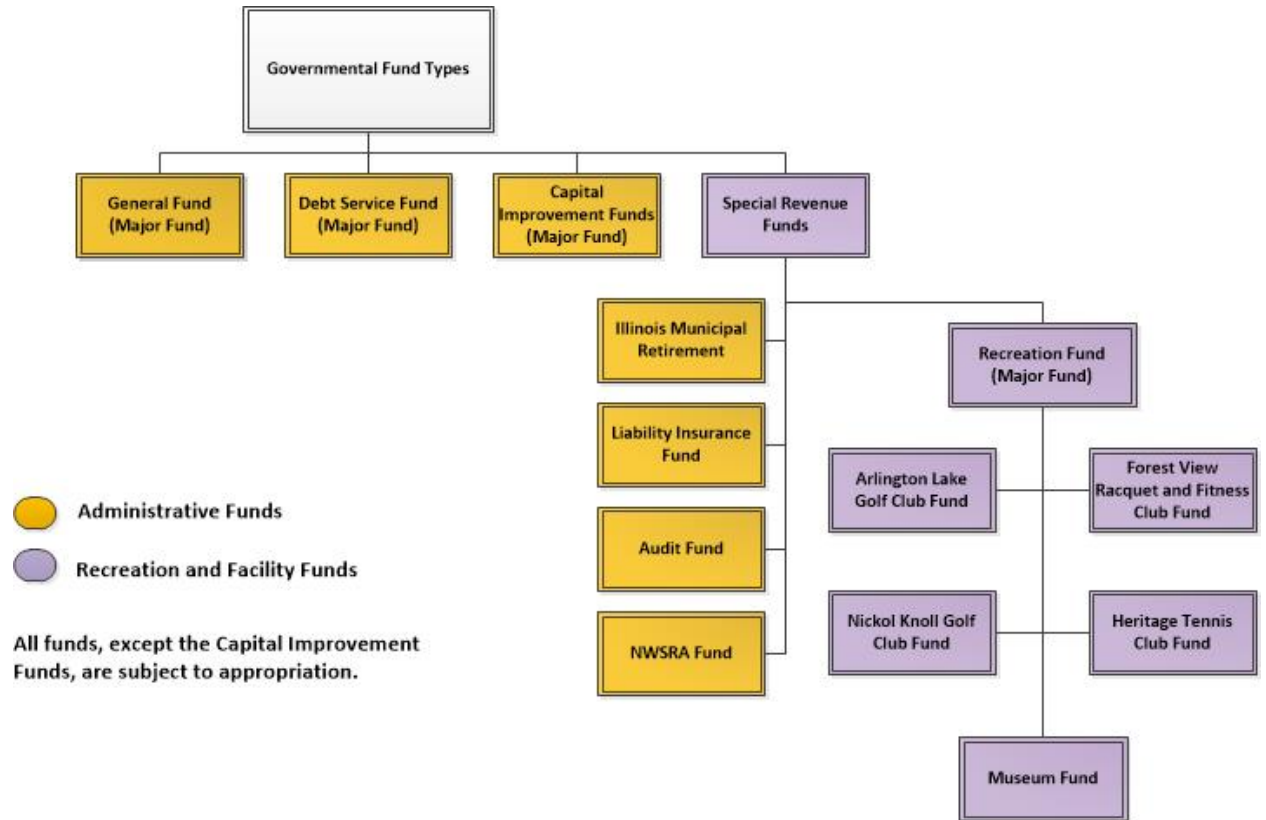 Governmental Fund Types
General Fund
(Major Fund)
Debt Service Fund
(Major Fund)
Capital
Improvement Funds
(Major Fund)
Special Revenue
Funds
Illinois Municipal
Retirement
Recreation Fund
(Major Fund)
Liability Insurance
Fund
Arlington Lake
Golf Club Fund
Forest View
Racquet and Fitness
Club Fund
Administrative Funds
Audit Fund
Recreation and Facility Funds
Nickol Knoll Golf
Club Fund
Heritage Tennis
Club Fund
All funds, except the Capital Improvement
Funds, are subject to appropriation.
NWSRA Fund
Museum Fund